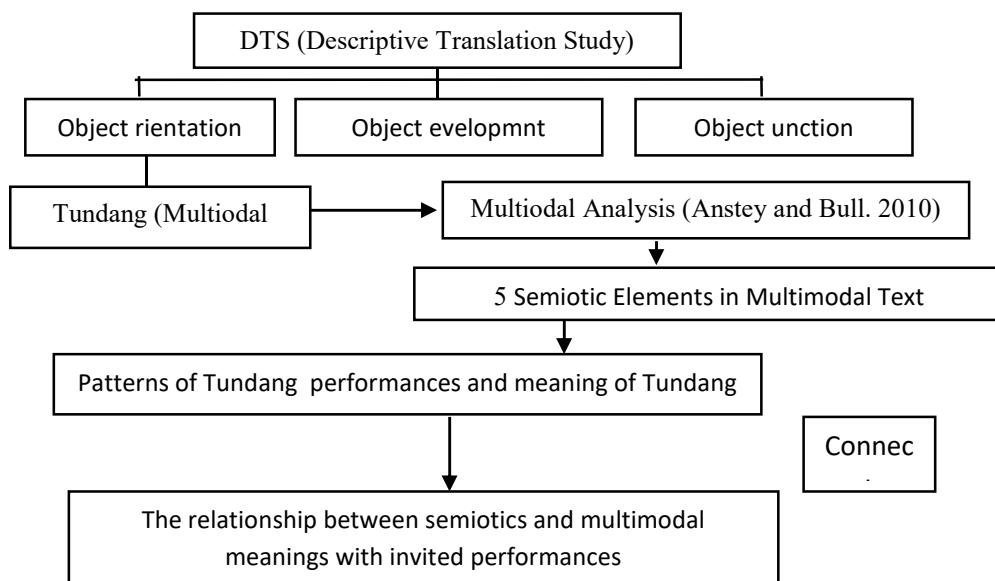 DTS (Descriptive Translation Study)
Object rientation
Object evelopmnt
Object unction
Tundang (Multiodal
Multiodal Analysis (Anstey and Bull. 2010)
5 Semiotic Elements in Multimodal Text
Patterns of Tundang performances and meaning of Tundang
Connec
The relationship between semiotics and multimodal
meanings with invited performances